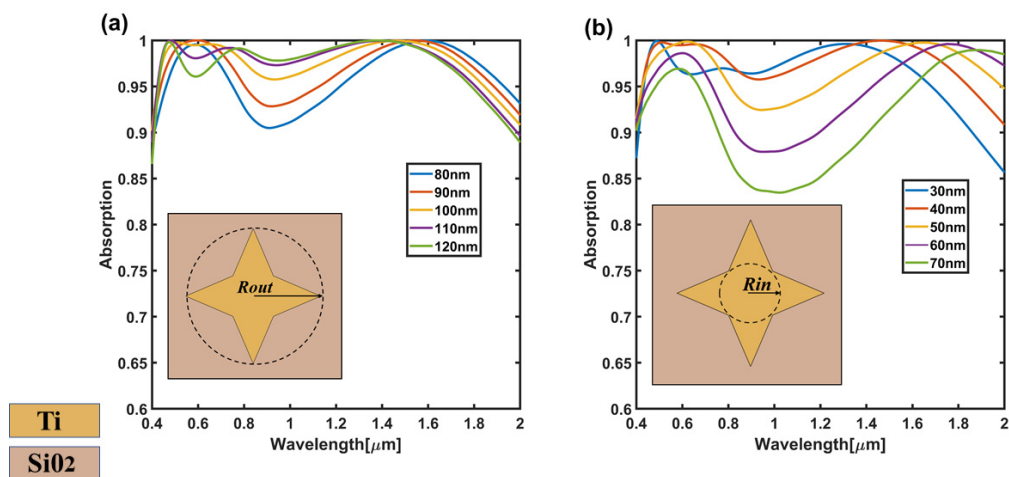 (a)
1
0.95
0.9
0.85
0.8
0.75
0.7
0.65
0.6
Absorption
80nm
90nm
100nm
110nm
120nm
Rout
0.4 0.6 0.8 1 1.2 1.4 1.6 1.8 2
Wavelength[μm]
(b)
1
0.95
0.9
0.85
0.8
0.75
0.7
0.65
0.6
Absorption
30nm
40nm
50nm
60nm
70nm
Rin
0.4 0.6 0.8 1 1.2 1.4 1.6 1.8 2
Wavelength[μm]
Ti
Si02